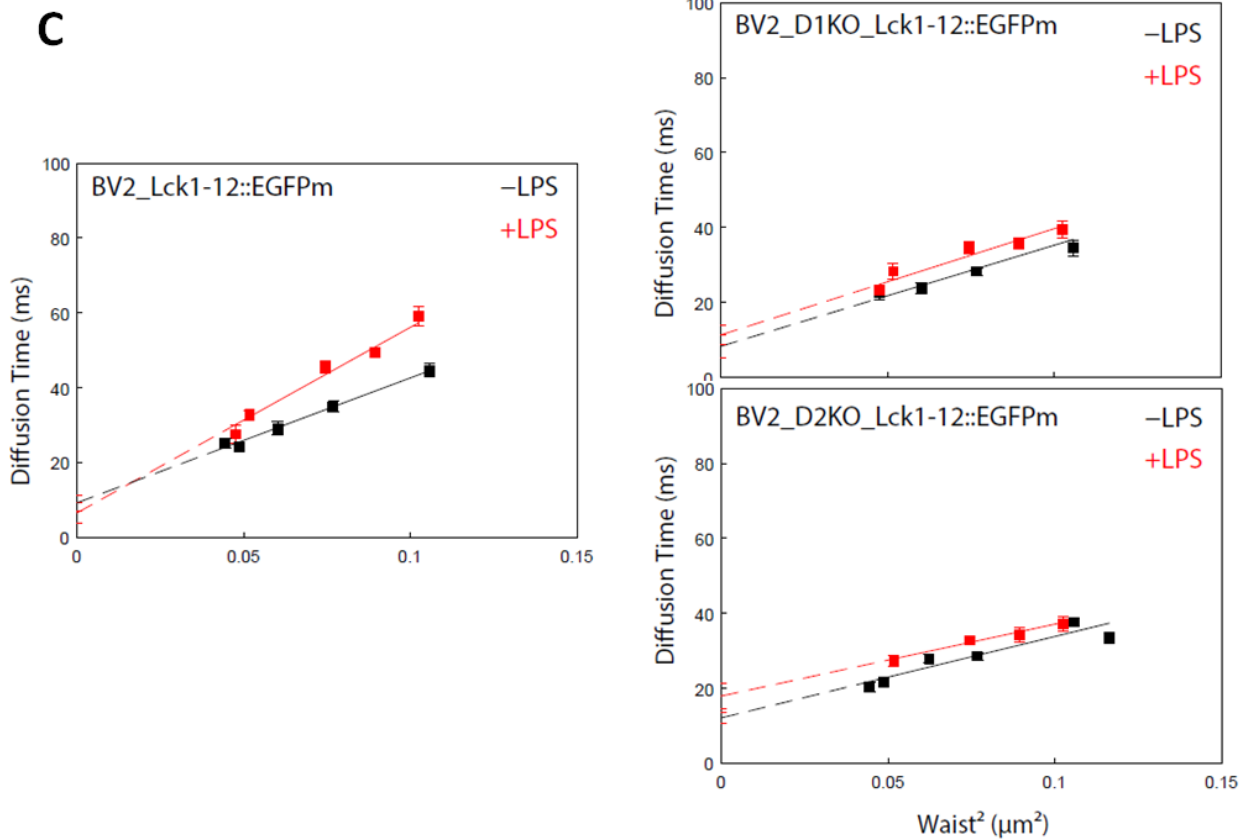 C
BV2_Lck1-12::EGFPm
–LPS
+LPS
Diffusion Time (ms)
100
80
60
40
20
0
0
0.05
0.1
0.15
BV2_D1KO_Lck1-12::EGFPm
–LPS
+LPS
Diffusion Time (ms)
100
80
60
40
20
0
BV2_D2KO_Lck1-12::EGFPm
–LPS
+LPS
Diffusion Time (ms)
100
80
60
40
20
0
0
0.05
0.1
0.15
Waist² (µm²)